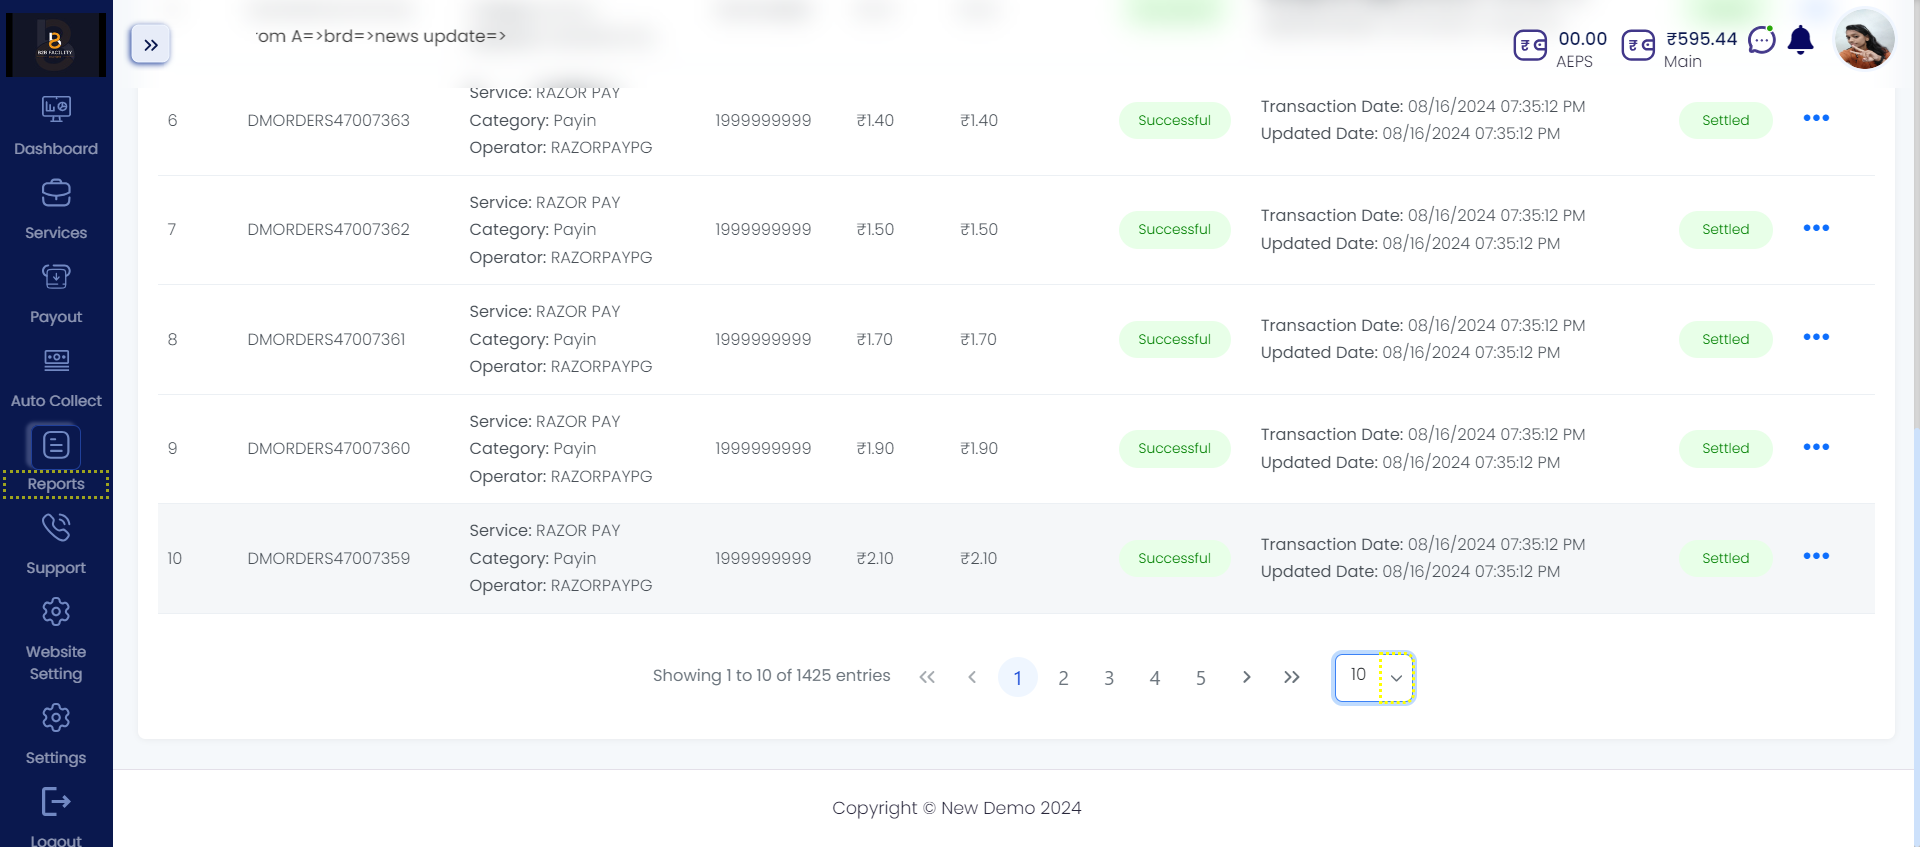 B2B FACILITY
rom A=>brd=>news update=>
₹ 00.00
AEPS
₹ ₹595.44
Main
Dashboard
Services
Payout
Auto Collect
Reports
Support
Website
Setting
Settings
Logout
6 DMORDERS47007363 Service: RAZOR PAY Category: Payin Operator: RAZORPAYPG 1999999999 ₹1.40 ₹1.40 Successful Transaction Date: 08/16/2024 07:35:12 PM Updated Date: 08/16/2024 07:35:12 PM Settled
7 DMORDERS47007362 Service: RAZOR PAY Category: Payin Operator: RAZORPAYPG 1999999999 ₹1.50 ₹1.50 Successful Transaction Date: 08/16/2024 07:35:12 PM Updated Date: 08/16/2024 07:35:12 PM Settled
8 DMORDERS47007361 Service: RAZOR PAY Category: Payin Operator: RAZORPAYPG 1999999999 ₹1.70 ₹1.70 Successful Transaction Date: 08/16/2024 07:35:12 PM Updated Date: 08/16/2024 07:35:12 PM Settled
9 DMORDERS47007360 Service: RAZOR PAY Category: Payin Operator: RAZORPAYPG 1999999999 ₹1.90 ₹1.90 Successful Transaction Date: 08/16/2024 07:35:12 PM Updated Date: 08/16/2024 07:35:12 PM Settled
10 DMORDERS47007359 Service: RAZOR PAY Category: Payin Operator: RAZORPAYPG 1999999999 ₹2.10 ₹2.10 Successful Transaction Date: 08/16/2024 07:35:12 PM Updated Date: 08/16/2024 07:35:12 PM Settled
Showing 1 to 10 of 1425 entries 1 2 3 4 5 10
Copyright © New Demo 2024